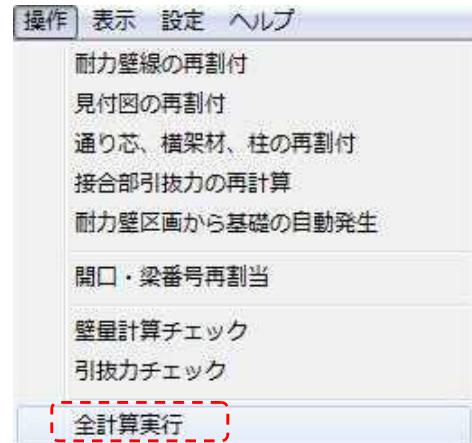 操作 表示 設定 ヘルプ
耐力壁線の再割付
見付図の再割付
通り芯、横架材、柱の再割付
接合部引抜力の再計算
耐力壁区画から基礎の自動発生
開口・梁番号再割当
壁量計算チェック
引抜力チェック
全計算実行